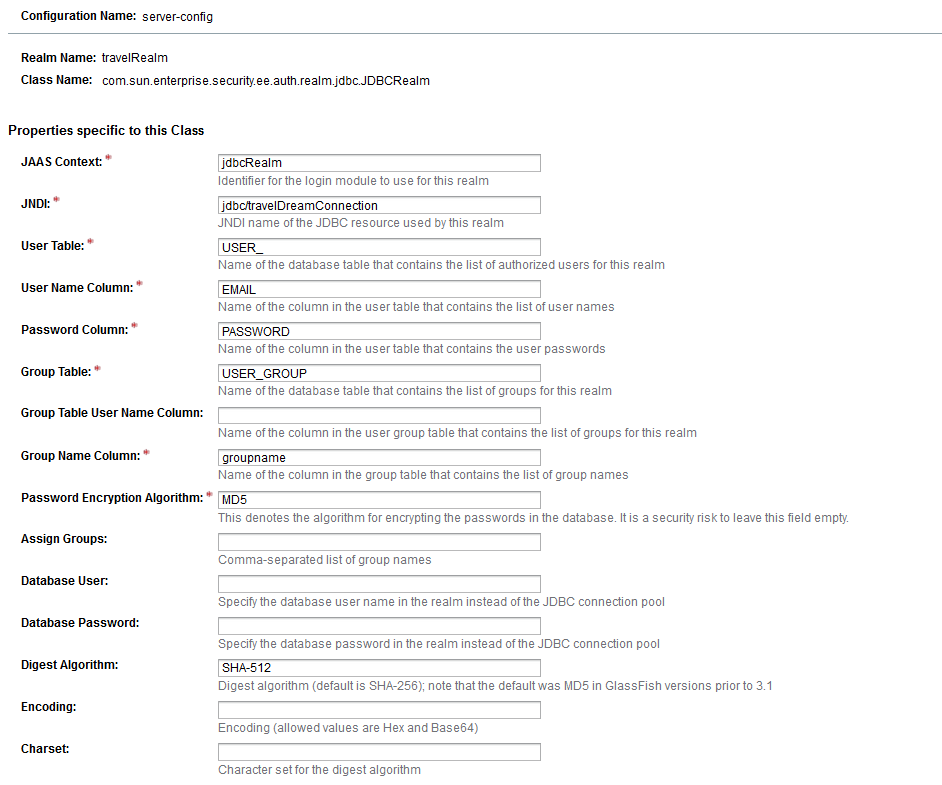 Configuration Name: server-config
Realm Name: travelRealm
Class Name: com.sun.enterprise.security.ee.auth.realm.jdbc.JDBCRealm
Properties specific to this Class
JAAS Context: * jdbcRealm
Identifier for the login module to use for this realm
JNDI: * jdbc/travelDreamConnection
JNDI name of the JDBC resource used by this realm
User Table: * USER_
Name of the database table that contains the list of authorized users for this realm
User Name Column: * EMAIL
Name of the column in the user table that contains the list of user names
Password Column: * PASSWORD
Name of the column in the user table that contains the user passwords
Group Table: * USER_GROUP
Name of the database table that contains the list of groups for this realm
Group Table User Name Column:
Name of the column in the user group table that contains the list of groups for this realm
Group Name Column: * groupname
Name of the column in the group table that contains the list of group names
Password Encryption Algorithm: * MD5
This denotes the algorithm for encrypting the passwords in the database. It is a security risk to leave this field empty.
Assign Groups:
Comma-separated list of group names
Database User:
Specify the database user name in the realm instead of the JDBC connection pool
Database Password:
Specify the database password in the realm instead of the JDBC connection pool
Digest Algorithm: SHA-512
Digest algorithm (default is SHA-256); note that the default was MD5 in GlassFish versions prior to 3.1
Encoding:
Encoding (allowed values are Hex and Base64)
Charset:
Character set for the digest algorithm